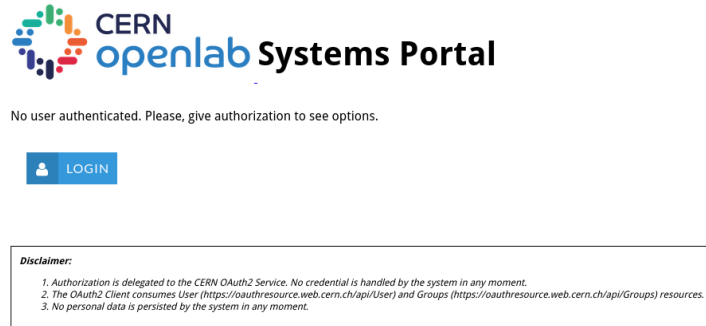 CERN
openlab Systems Portal
No user authenticated. Please, give authorization to see options.
LOGIN
Disclaimer:
1. Authorization is delegated to the CERN OAuth2 Service. No credential is handled by the system in any moment.
2. The OAuth2 Client consumes User (https://oauthresource.web.cern.ch/api/User) and Groups (https://oauthresource.web.cern.ch/api/Groups) resources.
3. No personal data is persisted by the system in any moment.